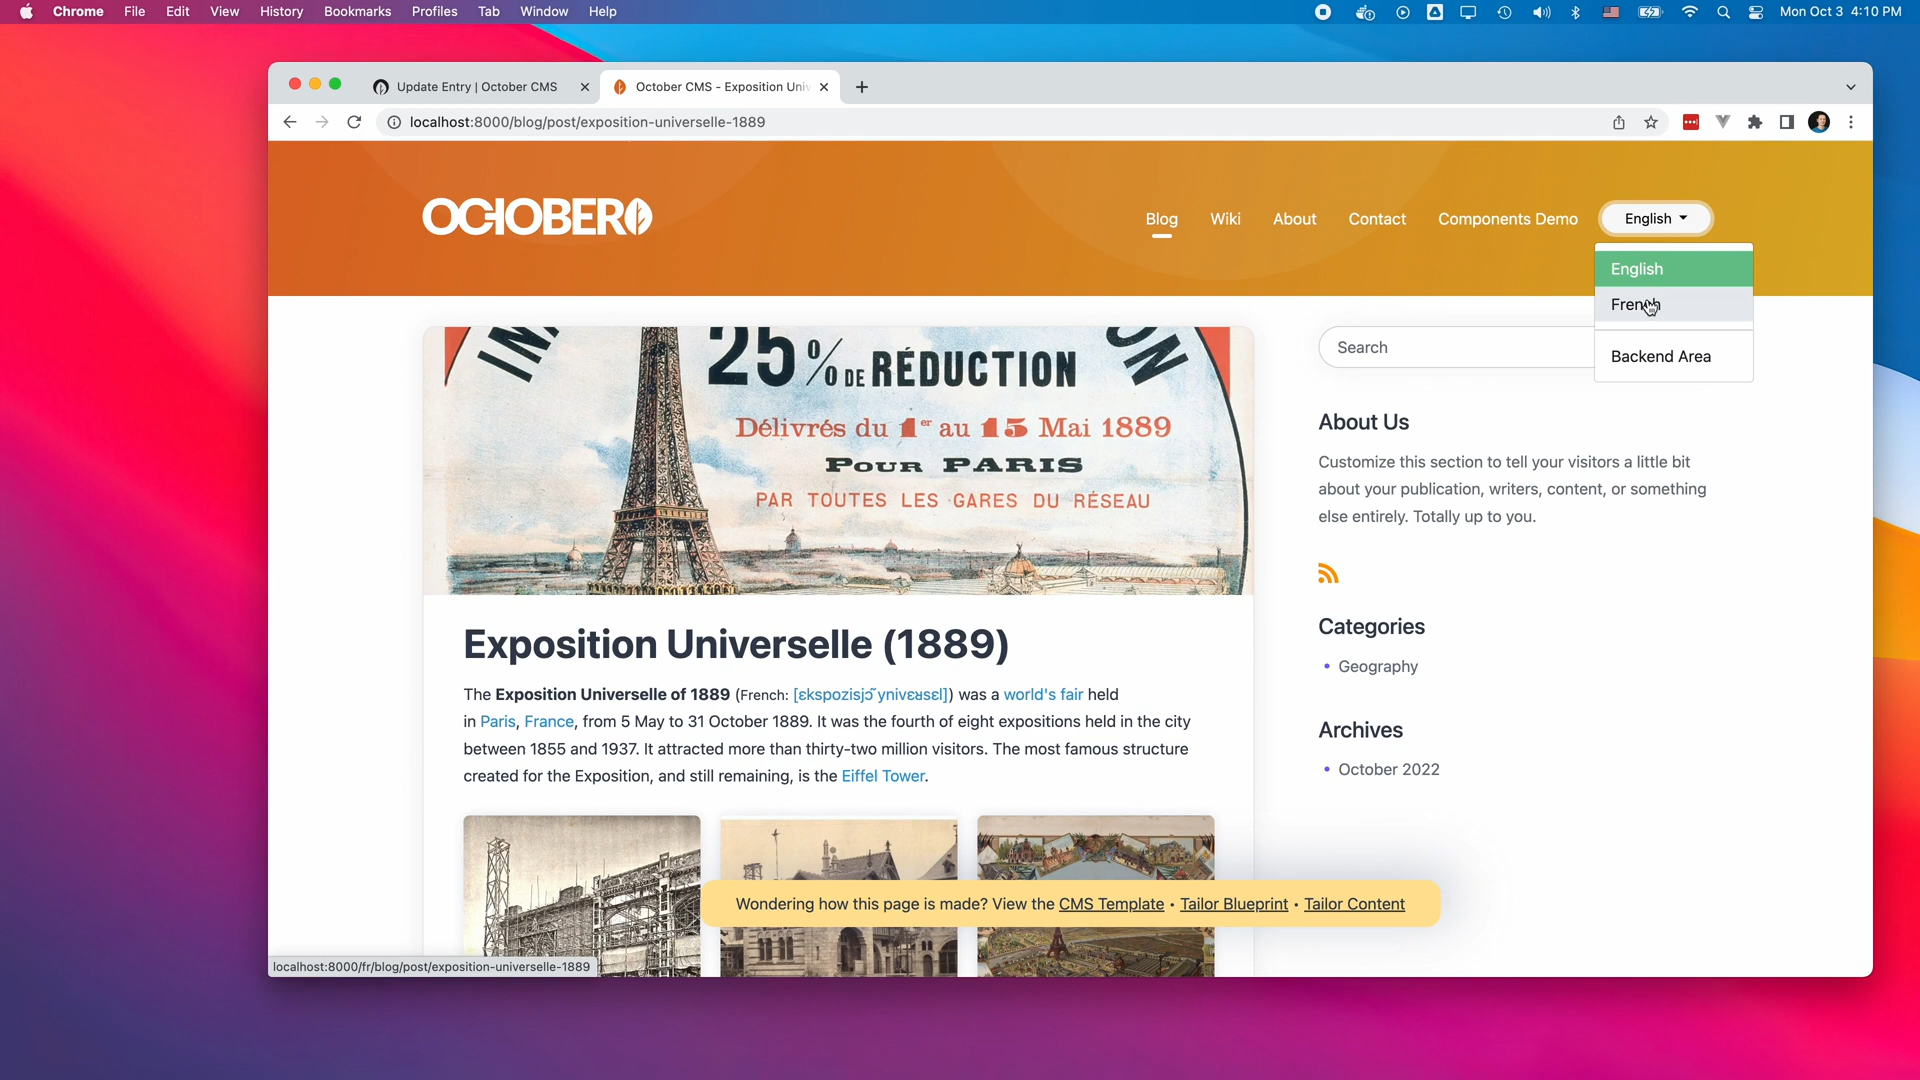 Chrome File Edit View History Bookmarks Profiles Tab Window Help
Mon Oct 3 4:10 PM
Update Entry | October CMS
October CMS - Exposition Uni
localhost:8000/blog/post/exposition-universelle-1889
OCTOBER
Blog Wiki About Contact Components Demo English
English
French
Backend Area
25% DE RÉDUCTION
Délivrés du 1er au 15 Mai 1889
POUR PARIS
PAR TOUTES LES GARES DU RÉSEAU
Exposition Universelle (1889)
The Exposition Universelle of 1889 (French: [ɛkspozisjɔ̃ ynivɛʁsɛl]) was a world's fair held
in Paris, France, from 5 May to 31 October 1889. It was the fourth of eight expositions held in the city
between 1855 and 1937. It attracted more than thirty-two million visitors. The most famous structure
created for the Exposition, and still remaining, is the Eiffel Tower.
Search
About Us
Customize this section to tell your visitors a little bit
about your publication, writers, content, or something
else entirely. Totally up to you.
Categories
• Geography
Archives
• October 2022
Wondering how this page is made? View the CMS Template • Tailor Blueprint • Tailor Content
localhost:8000/fr/blog/post/exposition-universelle-1889